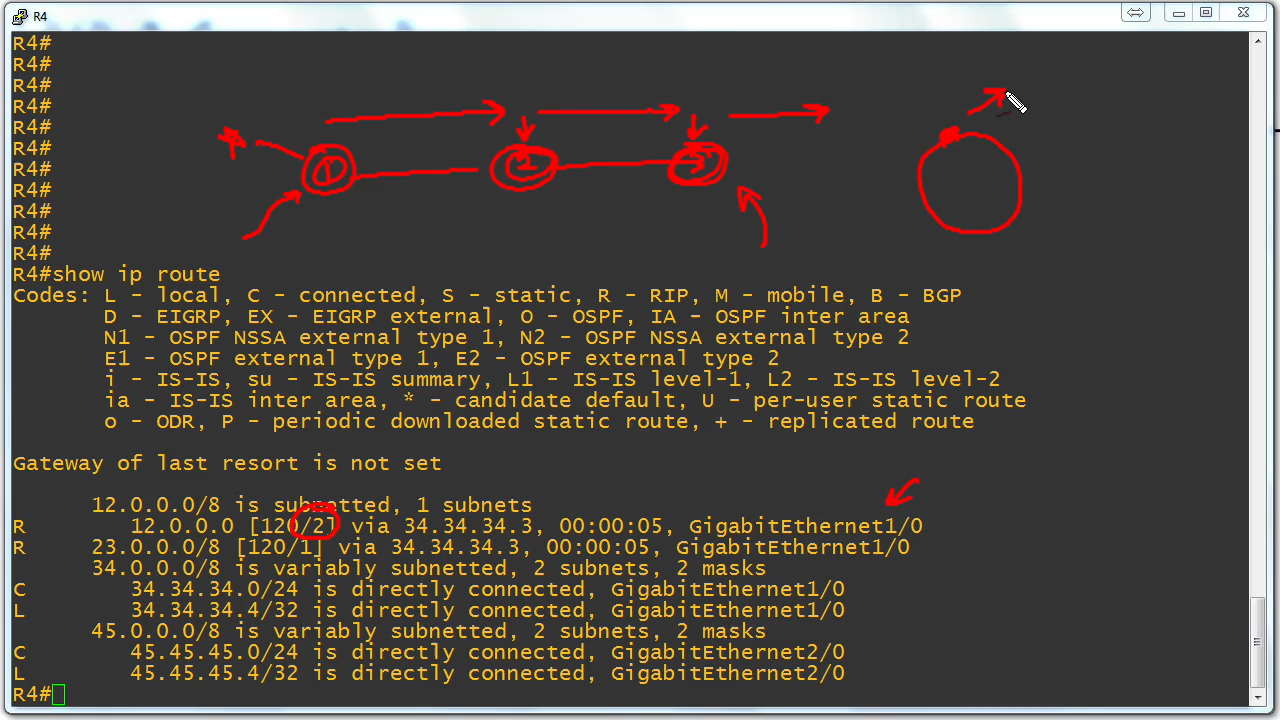 R4
R4#
R4#
R4#
R4#
R4#
R4#
R4#
1 2 3
R4#
R4#
R4#
R4#
R4#show ip route
Codes: L - local, C - connected, S - static, R - RIP, M - mobile, B - BGP
D - EIGRP, EX - EIGRP external, O - OSPF, IA - OSPF inter area
N1 - OSPF NSSA external type 1, N2 - OSPF NSSA external type 2
E1 - OSPF external type 1, E2 - OSPF external type 2
i - IS-IS, su - IS-IS summary, L1 - IS-IS level-1, L2 - IS-IS level-2
ia - IS-IS inter area, * - candidate default, U - per-user static route
o - ODR, P - periodic downloaded static route, + - replicated route
Gateway of last resort is not set
12.0.0.0/8 is subnetted, 1 subnets
R 12.0.0.0 [120/2] via 34.34.34.3, 00:00:05, GigabitEthernet1/0
R 23.0.0.0/8 [120/1] via 34.34.34.3, 00:00:05, GigabitEthernet1/0
34.0.0.0/8 is variably subnetted, 2 subnets, 2 masks
C 34.34.34.0/24 is directly connected, GigabitEthernet1/0
L 34.34.34.4/32 is directly connected, GigabitEthernet1/0
45.0.0.0/8 is variably subnetted, 2 subnets, 2 masks
C 45.45.45.0/24 is directly connected, GigabitEthernet2/0
L 45.45.45.4/32 is directly connected, GigabitEthernet2/0
R4#